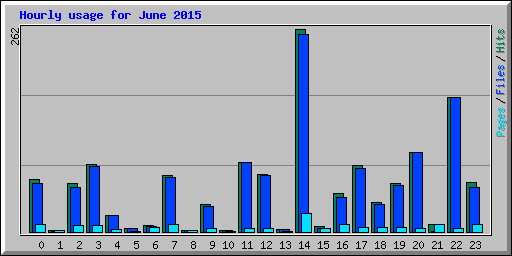 Hourly usage for June 2015
262
Pages/Files/Hits
0 1 2 3 4 5 6 7 8 9 10 11 12 13 14 15 16 17 18 19 20 21 22 23